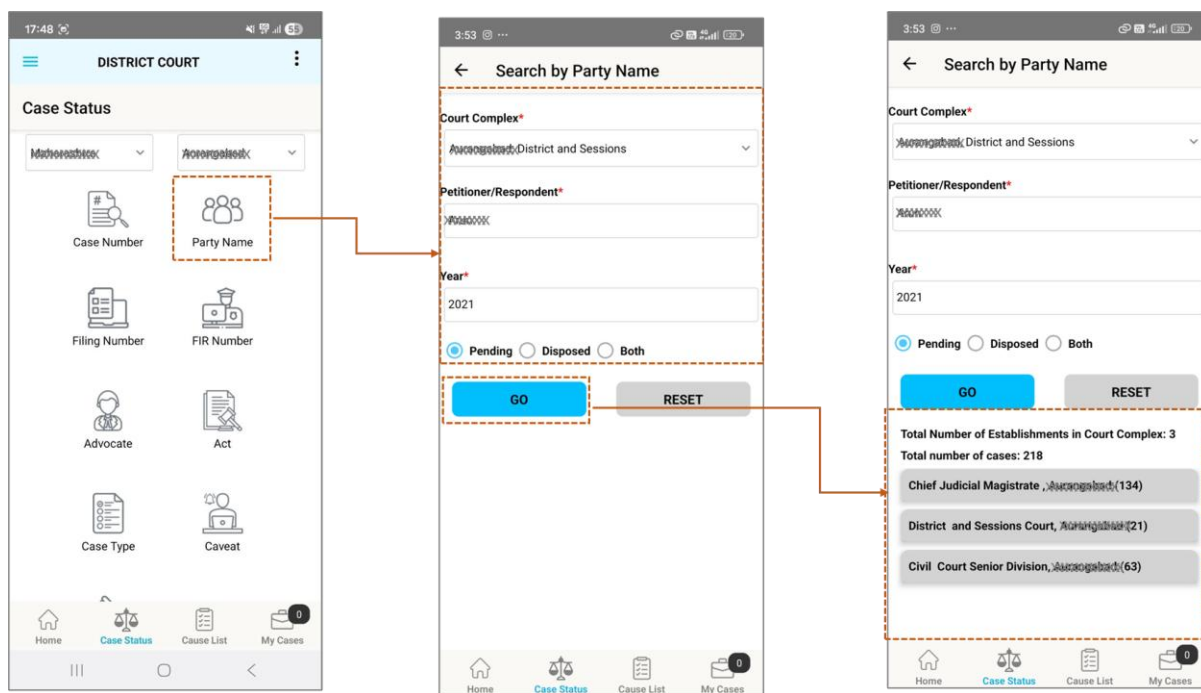 17:48
55
DISTRICT COURT
Case Status
Case Number
Party Name
Filing Number
FIR Number
Advocate
Act
Case Type
Caveat
0
Home
Case Status
Cause List
My Cases
3:53
4G
20
Search by Party Name
Court Complex*
District and Sessions
Petitioner/Respondent*
Year*
2021
Pending
Disposed
Both
GO
RESET
0
Home
Case Status
Cause List
My Cases
3:53
4G
20
Search by Party Name
Court Complex*
District and Sessions
Petitioner/Respondent*
Year*
2021
Pending
Disposed
Both
GO
RESET
Total Number of Establishments in Court Complex: 3
Total number of cases: 218
Chief Judicial Magistrate , (134)
District and Sessions Court, (21)
Civil Court Senior Division, (63)
0
Home
Case Status
Cause List
My Cases